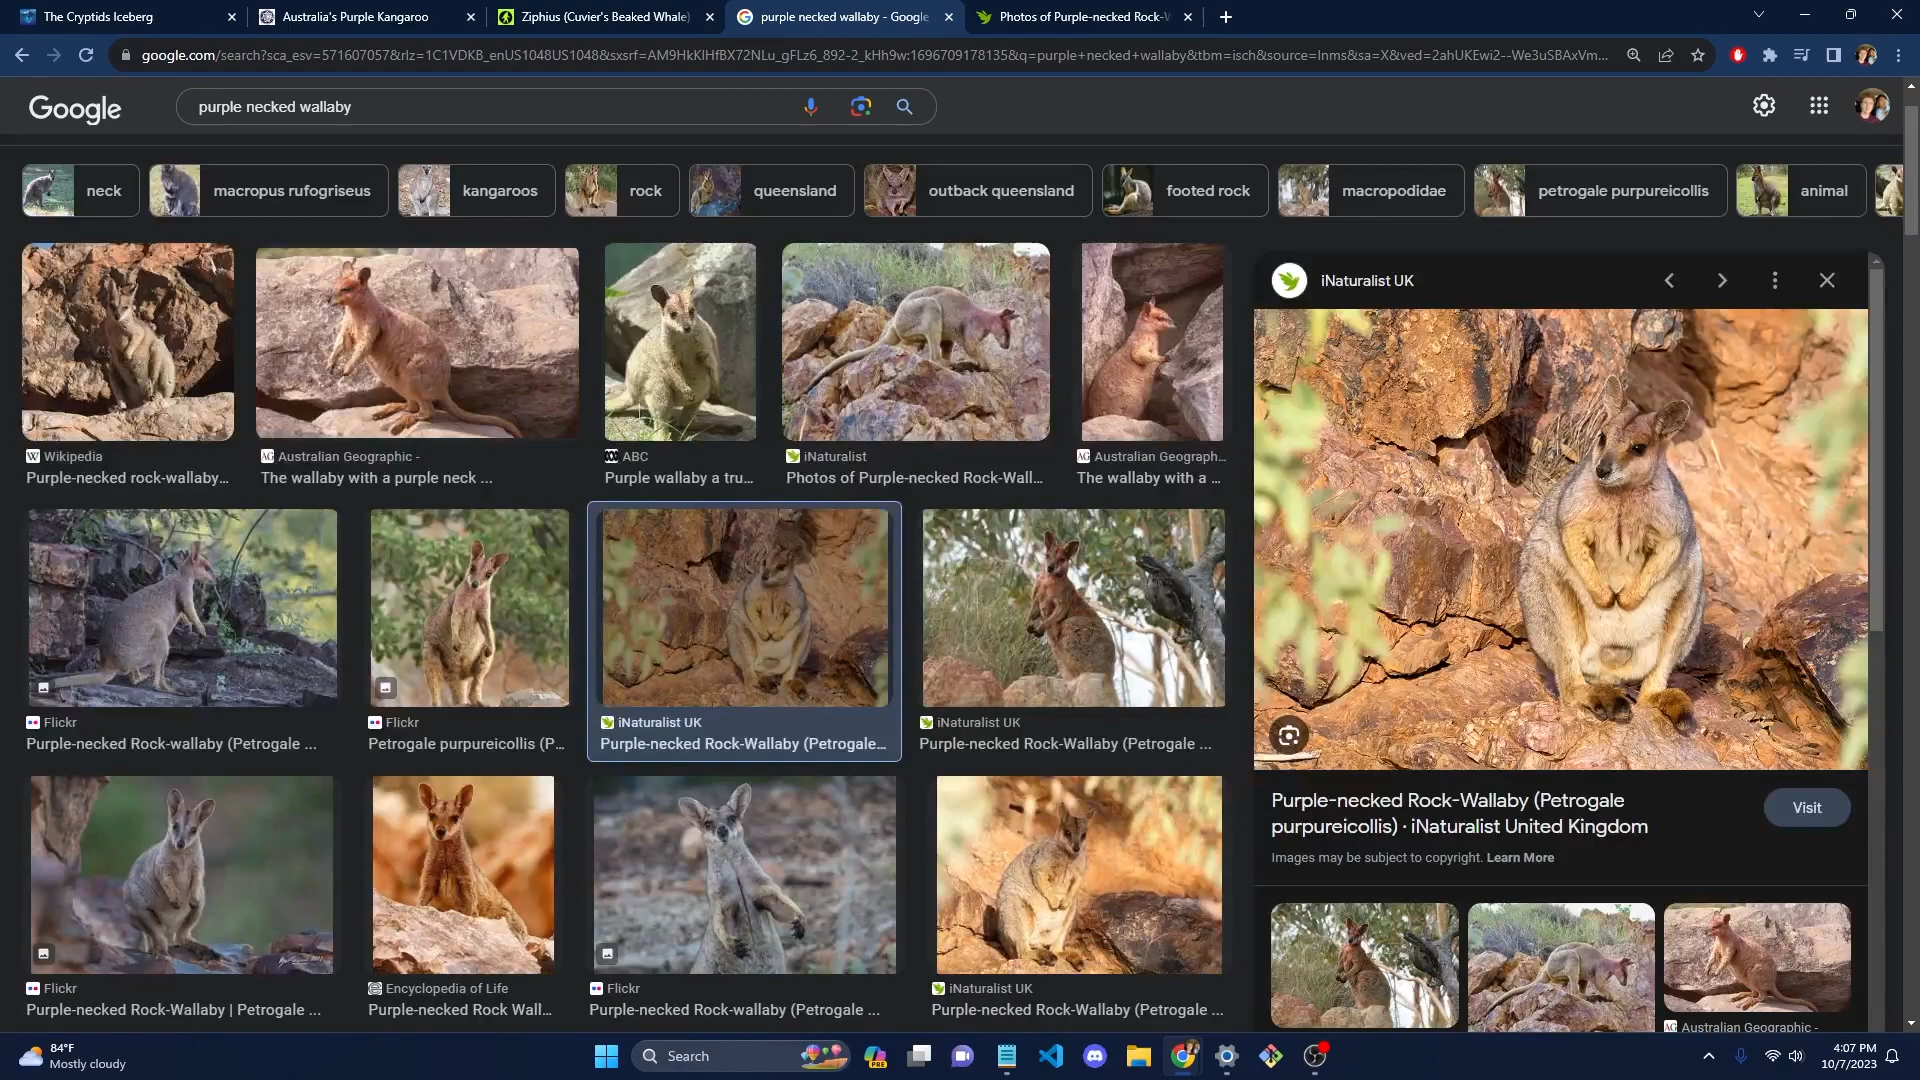 The Cryptids Iceberg
Australia's Purple Kangaroo
Ziphius (Cuvier's Beaked Whale)
purple necked wallaby - Google
Photos of Purple-necked Rock-W
google.com/search?sca_esv=571607057&rlz=1C1VDKB_enUS1048US1048&sxsrf=AM9HkKlHfBX72NLu_gFLz6_892-2_kHh9w:1696709178135&q=purple+necked+wallaby&tbm=isch&source=lnms&sa=X&ved=2ahUKEwi2--We3uSBAxVm...
Google
purple necked wallaby
neck
macropus rufogriseus
kangaroos
rock
queensland
outback queensland
footed rock
macropodidae
petrogale purpureicollis
animal
iNaturalist UK
Wikipedia
Purple-necked rock-wallaby...
Australian Geographic -
The wallaby with a purple neck ...
ABC
Purple wallaby a tru...
iNaturalist
Photos of Purple-necked Rock-Wall...
Australian Geograph...
The wallaby with a ...
Flickr
Purple-necked Rock-wallaby (Petrogale ...
Flickr
Petrogale purpureicollis (P...
iNaturalist UK
Purple-necked Rock-Wallaby (Petrogale...
iNaturalist UK
Purple-necked Rock-Wallaby (Petrogale ...
Purple-necked Rock-Wallaby (Petrogale
purpureicollis) · iNaturalist United Kingdom
Visit
Images may be subject to copyright. Learn More
Flickr
Purple-necked Rock-Wallaby | Petrogale ...
Encyclopedia of Life
Purple-necked Rock Wall...
Flickr
Purple-necked Rock-wallaby (Petrogale ...
iNaturalist UK
Purple-necked Rock-Wallaby (Petrogale ...
Australian Geographic -
84°F
Mostly cloudy
Search
PRE
4:07 PM
10/7/2023